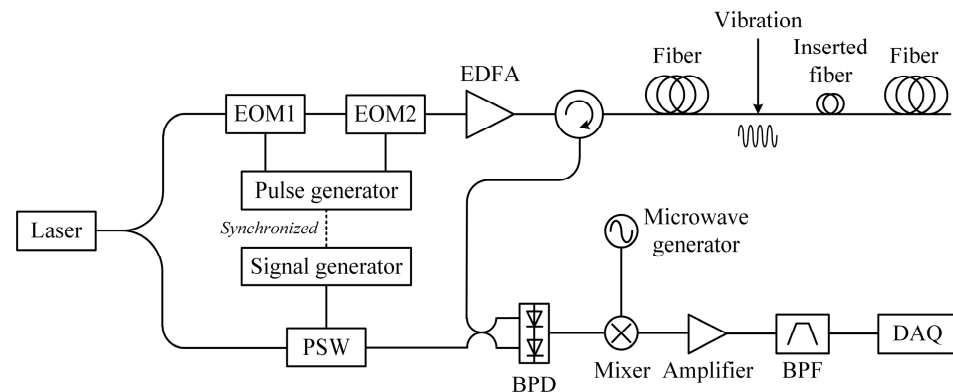 Vibration
Fiber
Inserted
fiber
Fiber
EDFA
EOM1
EOM2
Pulse generator
Synchronized
Laser
Signal generator
Microwave
generator
PSW
BPD
Mixer
Amplifier
BPF
DAQ